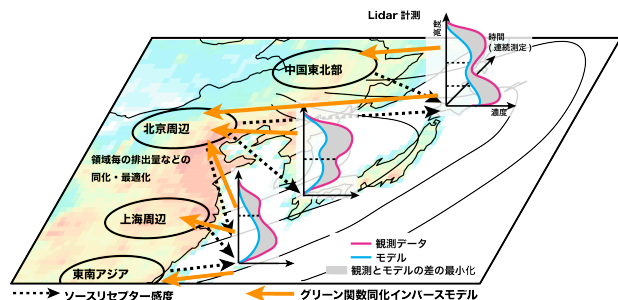 Lidar 計測
高度
時間
(連続測定)
濃度
中国東北部
北京周辺
領域毎の排出量などの
同化・最適化
上海周辺
東南アジア
観測データ
モデル
観測とモデルの差の最小化
ソースリセプター感度
グリーン関数同化インバースモデル